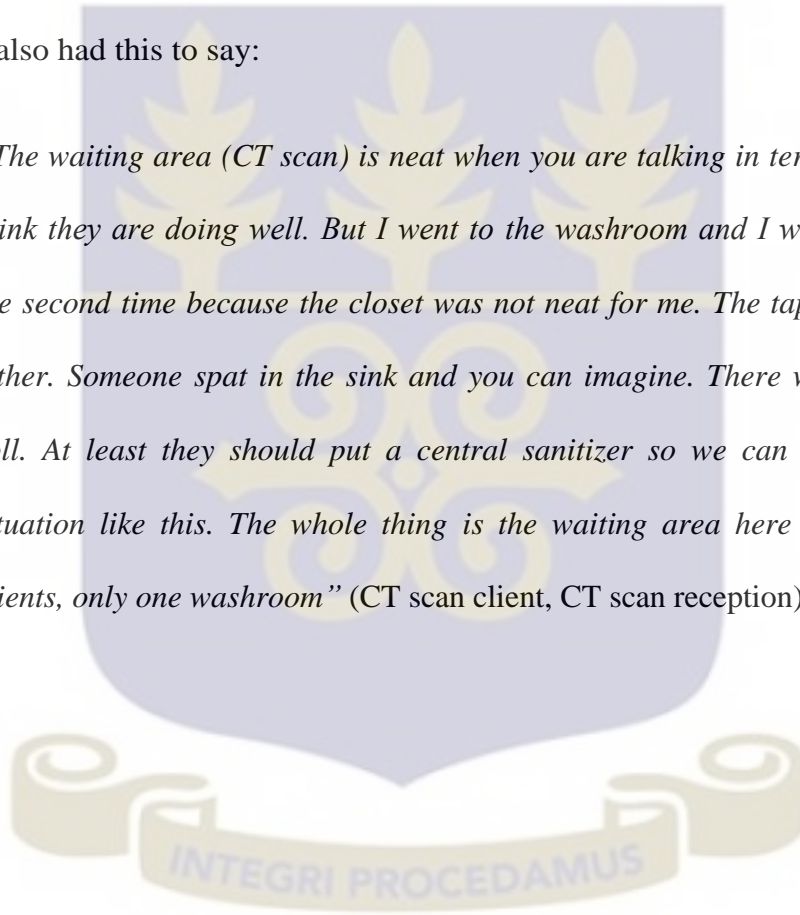 also had this to say:
The waiting area (CT scan) is neat when you are talking in ter
ink they are doing well. But I went to the washroom and I w
e second time because the closet was not neat for me. The tap
ther. Someone spat in the sink and you can imagine. There w
ll. At least they should put a central sanitizer so we can
tuation like this. The whole thing is the waiting area here
ients, only one washroom” (CT scan client, CT scan reception)
INTEGRI PROCEDAMUS